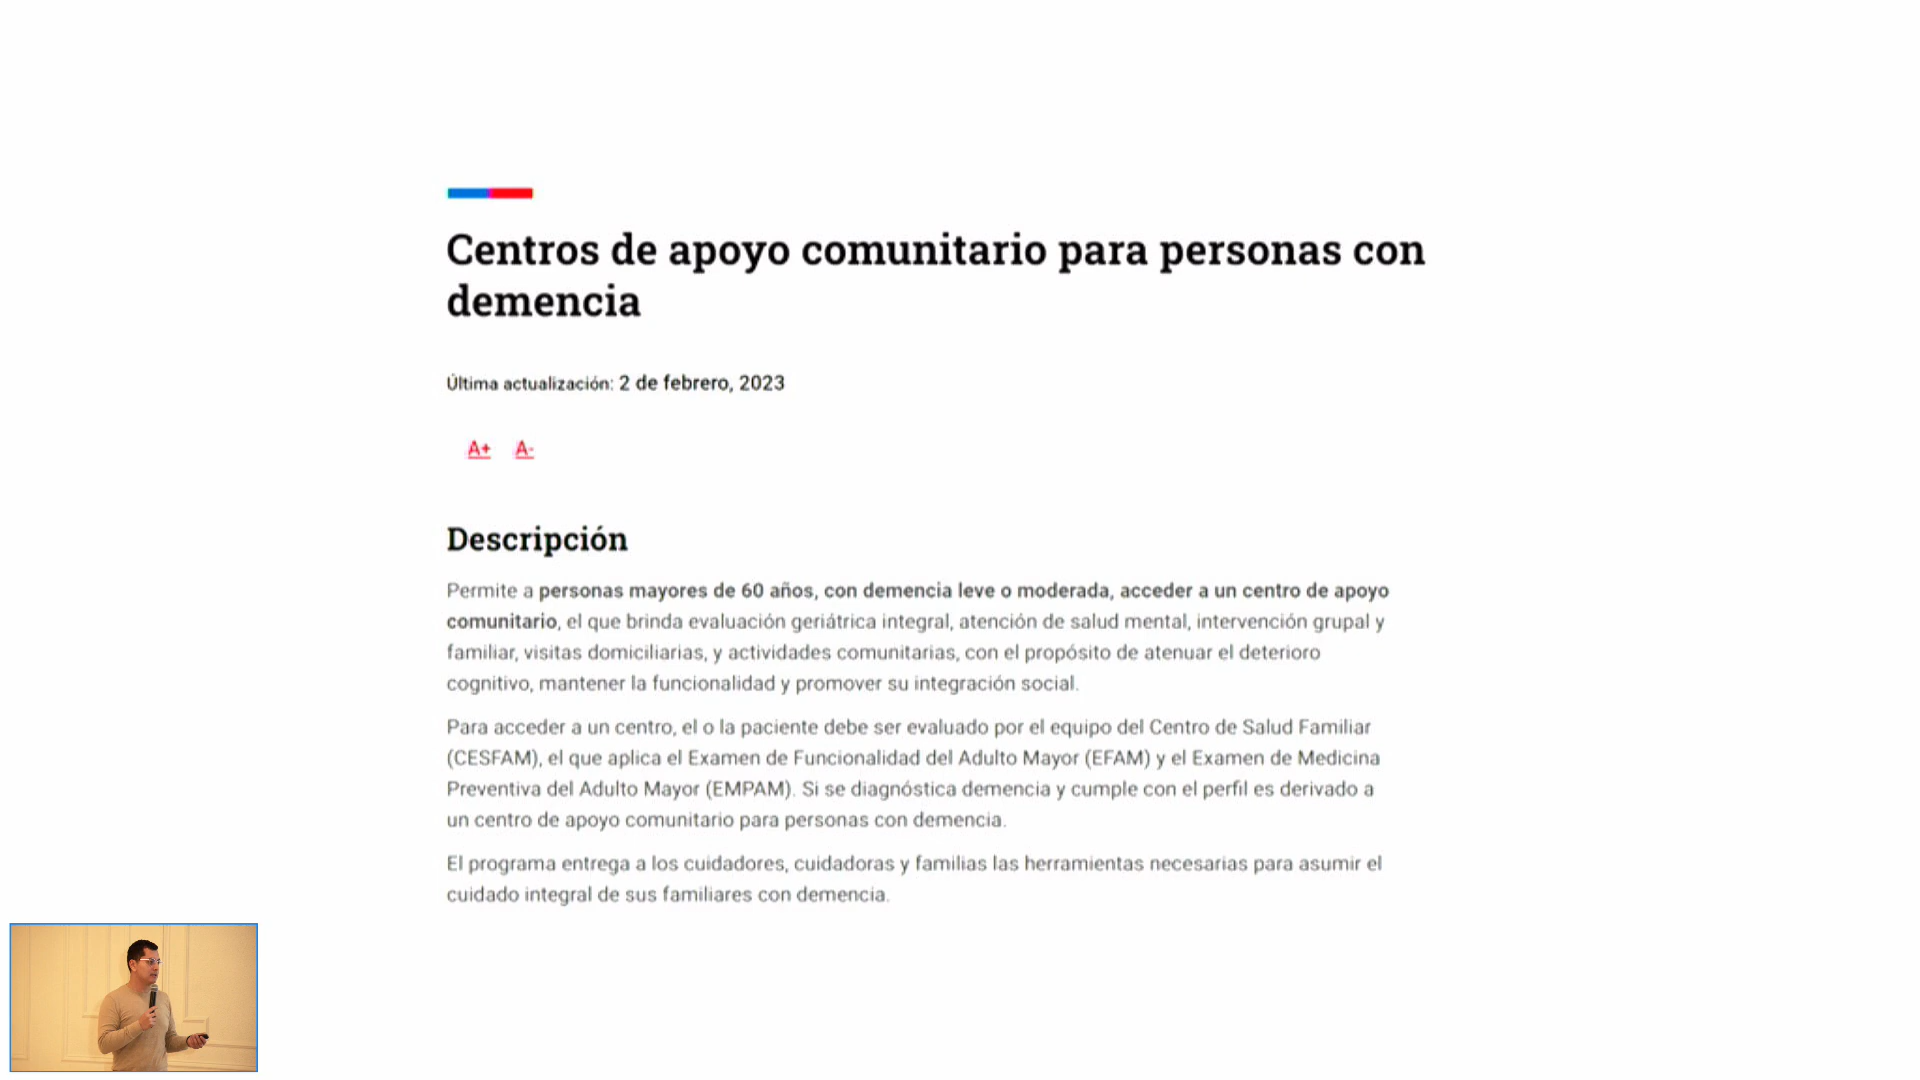 Centros de apoyo comunitario para personas con
demencia
Última actualización: 2 de febrero, 2023
A+ A-
Descripción
Permite a personas mayores de 60 años, con demencia leve o moderada, acceder a un centro de apoyo
comunitario, el que brinda evaluación geriátrica integral, atención de salud mental, intervención grupal y
familiar, visitas domiciliarias, y actividades comunitarias, con el propósito de atenuar el deterioro
cognitivo, mantener la funcionalidad y promover su integración social.
Para acceder a un centro, el o la paciente debe ser evaluado por el equipo del Centro de Salud Familiar
(CESFAM), el que aplica el Examen de Funcionalidad del Adulto Mayor (EFAM) y el Examen de Medicina
Preventiva del Adulto Mayor (EMPAM). Si se diagnóstica demencia y cumple con el perfil es derivado a
un centro de apoyo comunitario para personas con demencia.
El programa entrega a los cuidadores, cuidadoras y familias las herramientas necesarias para asumir el
cuidado integral de sus familiares con demencia.